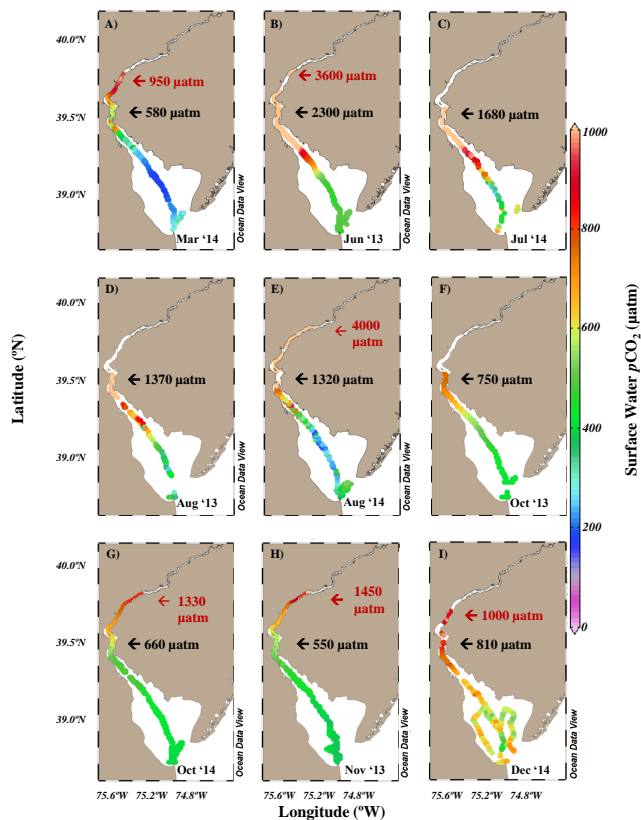 A)
B)
C)
40.0°N
950 µatm
3600 µatm
39.5°N
580 µatm
2300 µatm
1680 µatm
39.0°N
Mar ‘14
Jun ‘13
Jul ‘14
Ocean Data View
Ocean Data View
Ocean Data View
1000
800
600
400
200
0
Surface Water pCO2 (µatm)
Latitude (ºN)
D)
E)
F)
40.0°N
4000
µatm
39.5°N
1370 µatm
1320 µatm
750 µatm
39.0°N
Aug ‘13
Aug ‘14
Oct ‘13
Ocean Data View
Ocean Data View
Ocean Data View
G)
H)
I)
40.0°N
1330
µatm
1450
µatm
1000 µatm
39.5°N
660 µatm
550 µatm
810 µatm
39.0°N
Oct ‘14
Nov ‘13
Dec ‘14
Ocean Data View
Ocean Data View
Ocean Data View
75.6°W 75.2°W 74.8°W
75.6°W 75.2°W 74.8°W
75.6°W 75.2°W 74.8°W
Longitude (ºW)